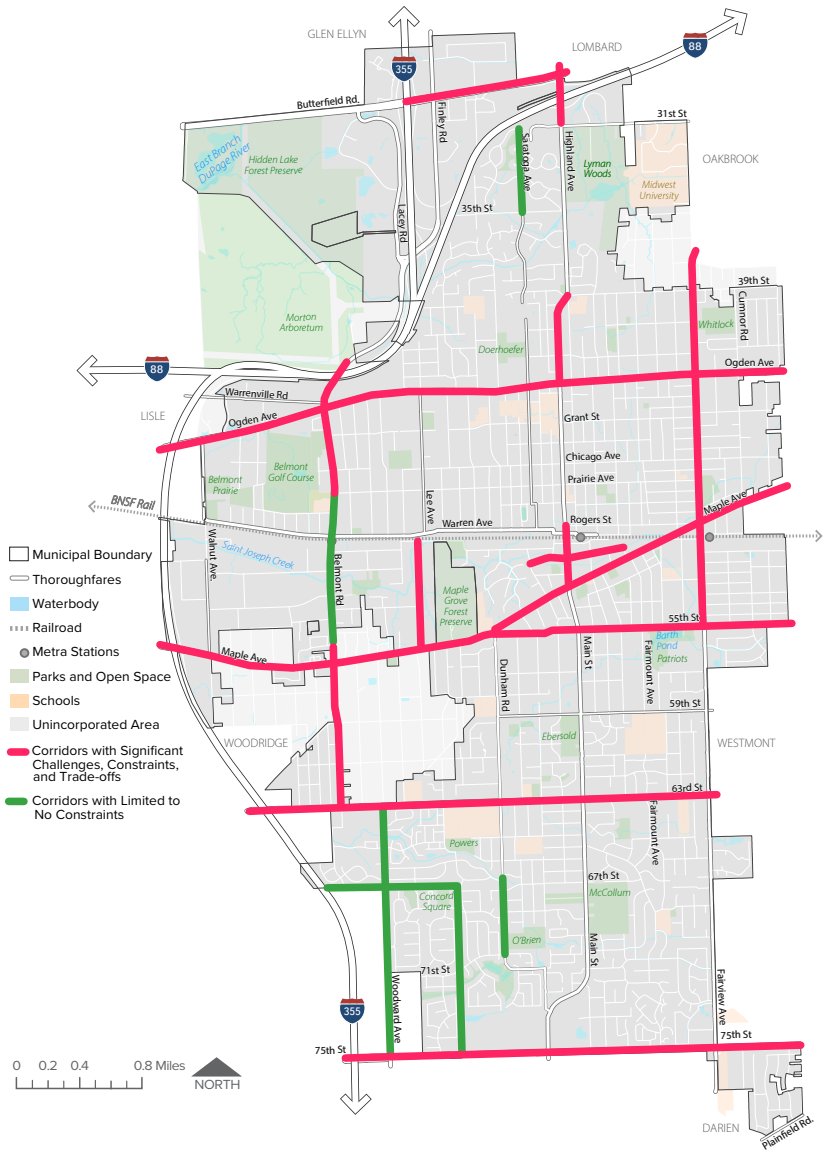 GLEN ELLYN
LOMBARD
88
355
Butterfield Rd.
Finley Rd
31st St
East Branch
DuPage River
Hidden Lake
Forest Preserve
Saratoga Ave
Highland Ave
Lyman
Woods
OAKBROOK
Midwest
University
35th St
Lacey Rd
39th St
Cumnor Rd
Morton
Arboretum
Whitlock
Doerhoefer
88
Ogden Ave
Warrenville Rd
LISLE
Ogden Ave
Grant St
Chicago Ave
Belmont
Golf Course
Prairie Ave
Belmont
Prairie
Lee Ave
BNSF Rail
Maple Ave
Rogers St
Warren Ave
Walnut Ave.
Saint Joseph Creek
Belmont Rd
Municipal Boundary
Thoroughfares
Waterbody
Railroad
Metra Stations
Parks and Open Space
Schools
Unincorporated Area
Corridors with Significant
Challenges, Constraints,
and Trade-offs
Corridors with Limited to
No Constraints
Maple
Grove
Forest
Preserve
55th St
Maple Ave
Main St
Fairmount Ave
Barth
Pond
Patriots
Dunham Rd
59th St
WOODRIDGE
Ebersold
WESTMONT
63rd St
Fairmount Ave
Powers
67th St
Concord
Square
McCollum
O'Brien
Main St
71st St
Woodward Ave
Fairview Ave
355
75th St
75th St
0 0.2 0.4 0.8 Miles
NORTH
DARIEN
Plainfield Rd.